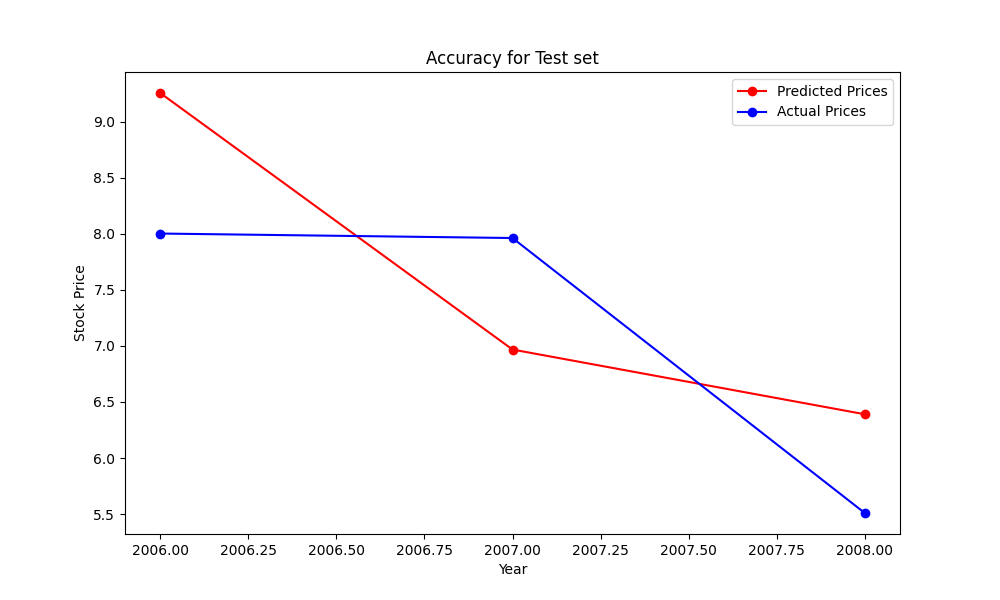 Accuracy for Test set
Predicted Prices
Actual Prices
Stock Price
9.0
8.5
8.0
7.5
7.0
6.5
6.0
5.5
2006.00 2006.25 2006.50 2006.75 2007.00 2007.25 2007.50 2007.75 2008.00
Year